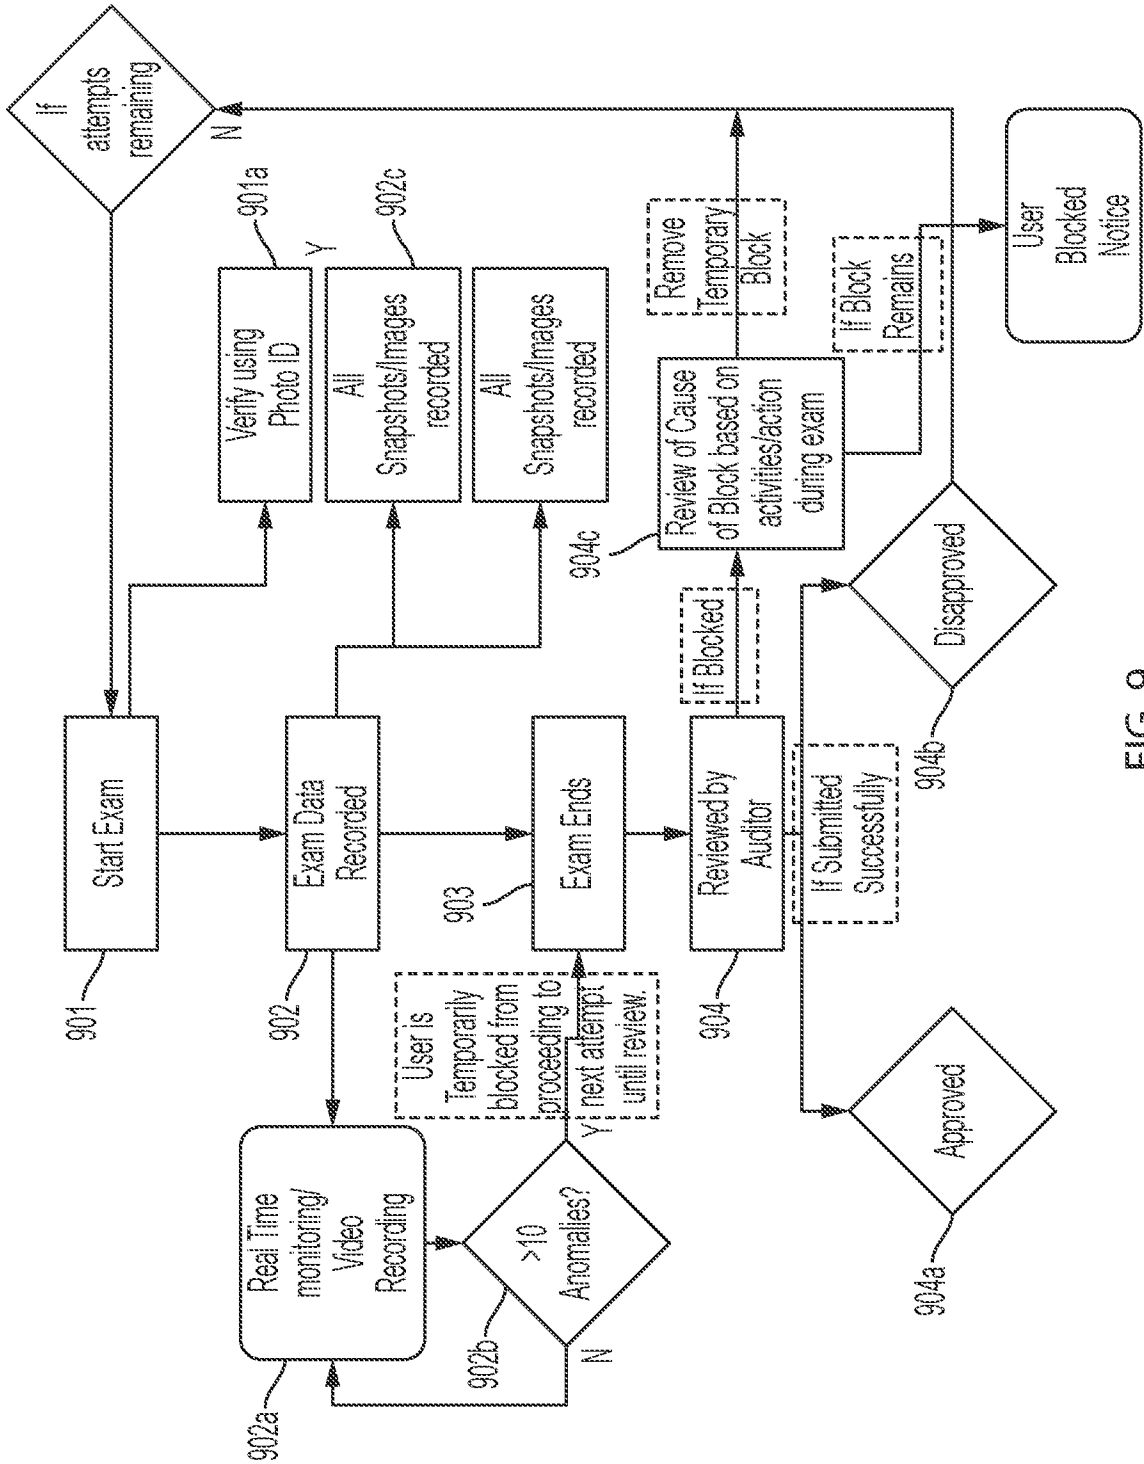 If
attempts
remaining
N
901
Start Exam
Verify using
Photo ID
901a
Y
902
Exam Data
Recorded
All
Snapshots/Images
recorded
902c
All
Snapshots/Images
recorded
902a
Real Time
monitoring/
Video
Recording
902b
>10
Anomalies?
N
Y
User is
Temporarily
blocked from
proceeding to
next attempt
until review.
903
Exam Ends
904
Reviewed by
Auditor
If Blocked
904c
Review of Cause
of Block based on
activities/action
during exam
Remove
Temporary
Block
If Block
Remains
User
Blocked
Notice
If Submitted
Successfully
904a
Approved
904b
Disapproved
FIG. 9